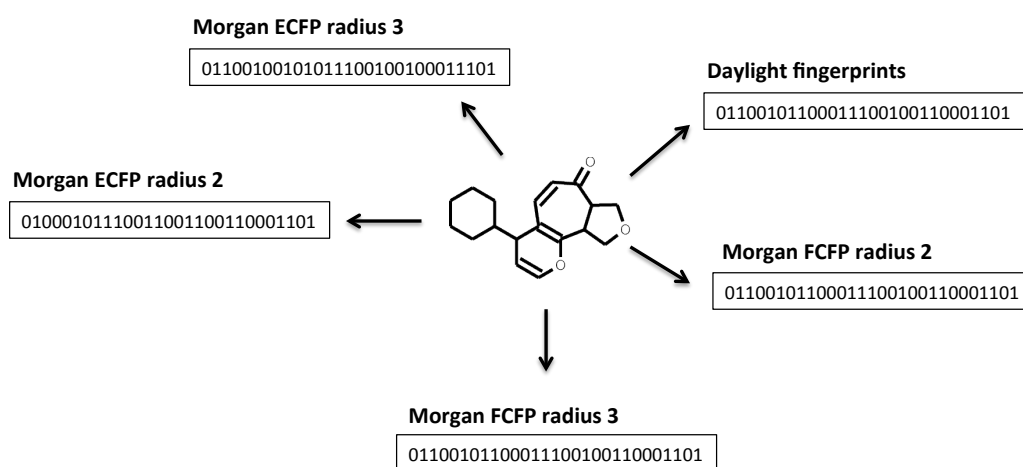 Morgan ECFP radius 3
01100100101011100100100011101
Daylight fingerprints
01100101100011100100110001101
Morgan ECFP radius 2
01000101110011001100110001101
O
O
O
Morgan FCFP radius 2
01100101100011100100110001101
Morgan FCFP radius 3
01100101100011100100110001101